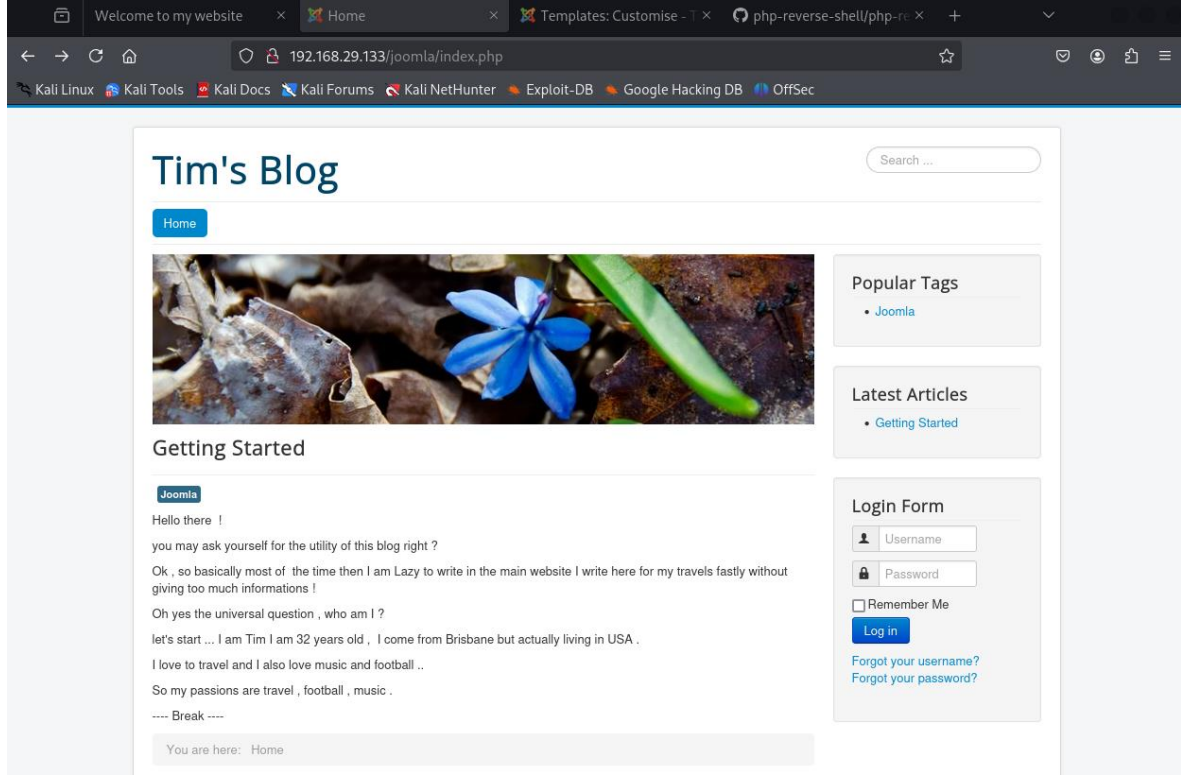 Welcome to my website
Home
Templates: Customise - T
php-reverse-shell/php-re
192.168.29.133/joomla/index.php
Kali Linux Kali Tools Kali Docs Kali Forums Kali NetHunter Exploit-DB Google Hacking DB OffSec
Tim's Blog
Search ...
Home
Getting Started
Joomla
Hello there !
you may ask yourself for the utility of this blog right ?
Ok , so basically most of the time then I am Lazy to write in the main website I write here for my travels fastly without
giving too much informations !
Oh yes the universal question , who am I ?
let's start ... I am Tim I am 32 years old , I come from Brisbane but actually living in USA .
I love to travel and I also love music and football ..
So my passions are travel , football , music .
---- Break ----
You are here: Home
Popular Tags
Joomla
Latest Articles
Getting Started
Login Form
Username
Password
Remember Me
Log in
Forgot your username?
Forgot your password?